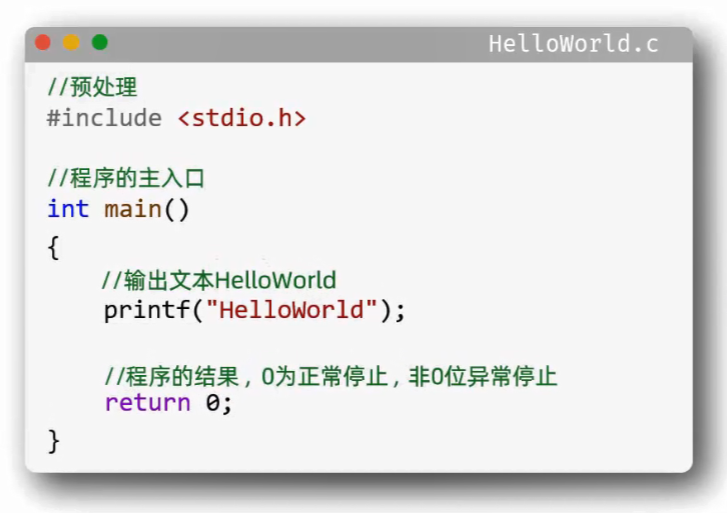 HelloWorld.c
//预处理
#include <stdio.h>
//程序的主入口
int main()
{
//输出文本HelloWorld
printf("HelloWorld");
//程序的结果，0为正常停止，非0位异常停止
return 0;
}